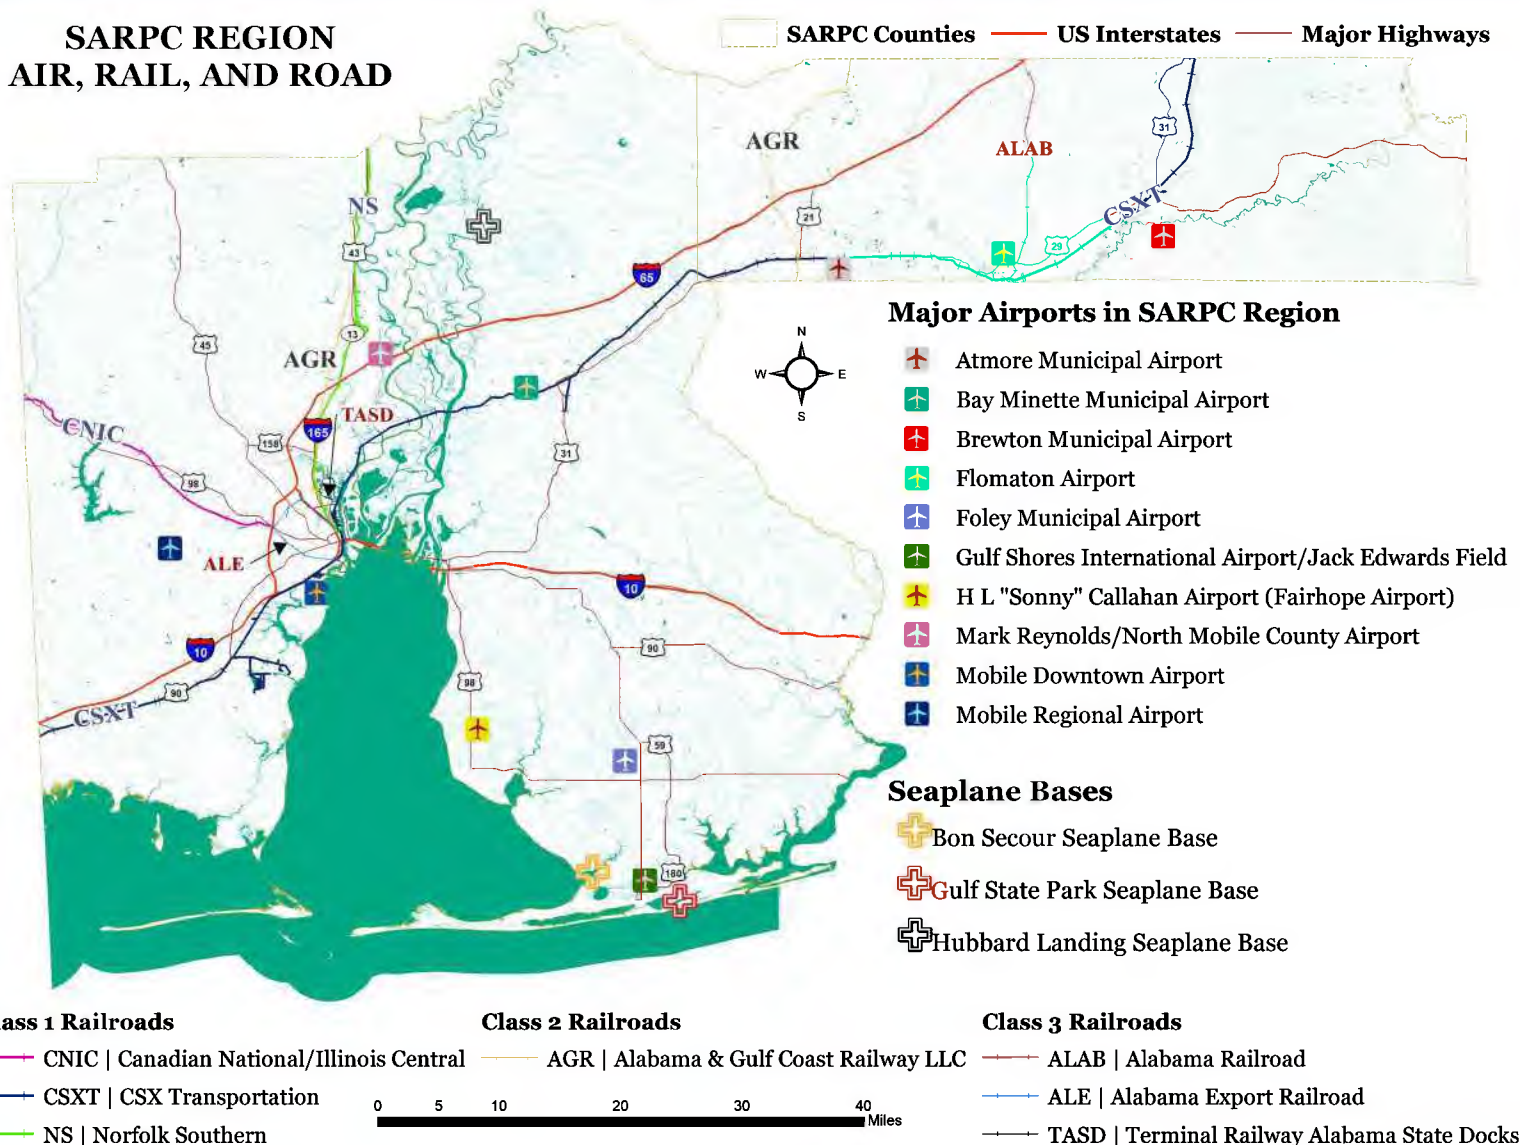 SARPC REGION
AIR, RAIL, AND ROAD
SARPC Counties
US Interstates
Major Highways
AGR
ALAB
31
NS
CSXT
21
43
29
65
13
45
AGR
TASD
165
CNIC
158
31
98
ALE
10
10
90
90
CSXT
98
59
180
N
W
E
S
Major Airports in SARPC Region
Atmore Municipal Airport
Bay Minette Municipal Airport
Brewton Municipal Airport
Flomaton Airport
Foley Municipal Airport
Gulf Shores International Airport/Jack Edwards Field
H L "Sonny" Callahan Airport (Fairhope Airport)
Mark Reynolds/North Mobile County Airport
Mobile Downtown Airport
Mobile Regional Airport
Seaplane Bases
Bon Secour Seaplane Base
Gulf State Park Seaplane Base
Hubbard Landing Seaplane Base
ass 1 Railroads
CNIC | Canadian National/Illinois Central
CSXT | CSX Transportation
NS | Norfolk Southern
Class 2 Railroads
AGR | Alabama & Gulf Coast Railway LLC
0 5 10 20 30 40
Miles
Class 3 Railroads
ALAB | Alabama Railroad
ALE | Alabama Export Railroad
TASD | Terminal Railway Alabama State Docks